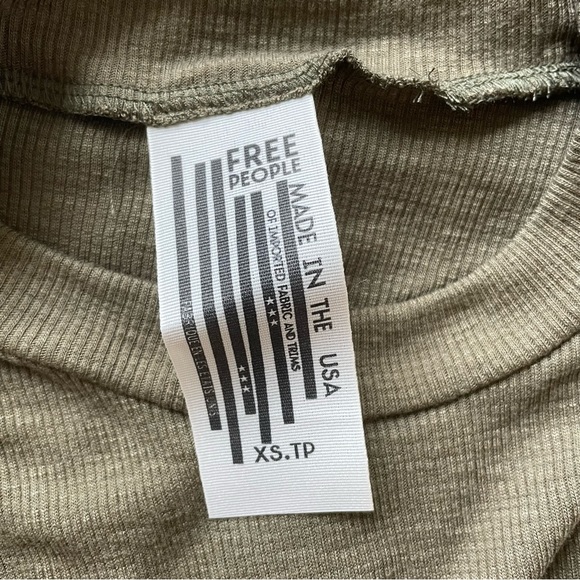 FREE
PEOPLE
MADE IN THE USA
OF IMPORTED FABRIC AND TRIMS
XS.TP